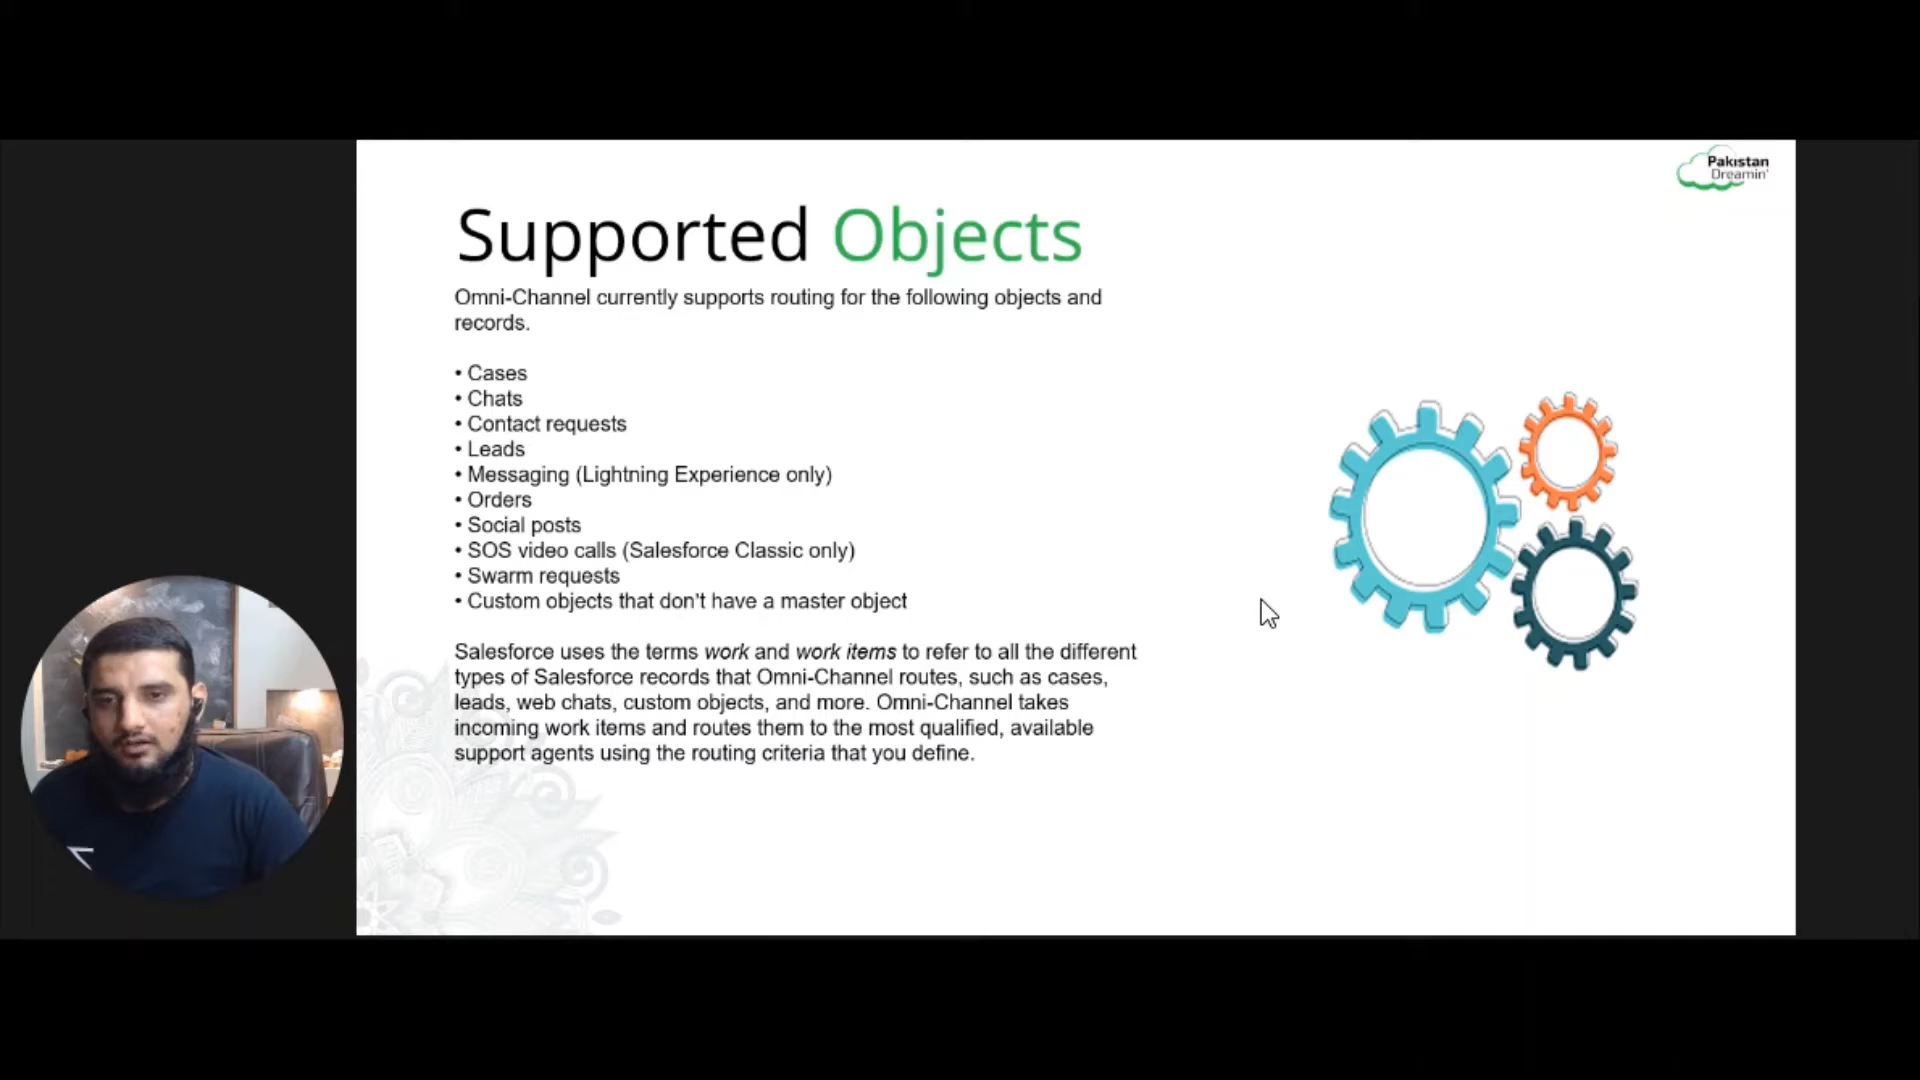 Pakistan
Dreamin'
Supported Objects
Omni-Channel currently supports routing for the following objects and
records.
• Cases
• Chats
• Contact requests
• Leads
• Messaging (Lightning Experience only)
• Orders
• Social posts
• SOS video calls (Salesforce Classic only)
• Swarm requests
• Custom objects that don't have a master object
Salesforce uses the terms work and work items to refer to all the different
types of Salesforce records that Omni-Channel routes, such as cases,
leads, web chats, custom objects, and more. Omni-Channel takes
incoming work items and routes them to the most qualified, available
support agents using the routing criteria that you define.